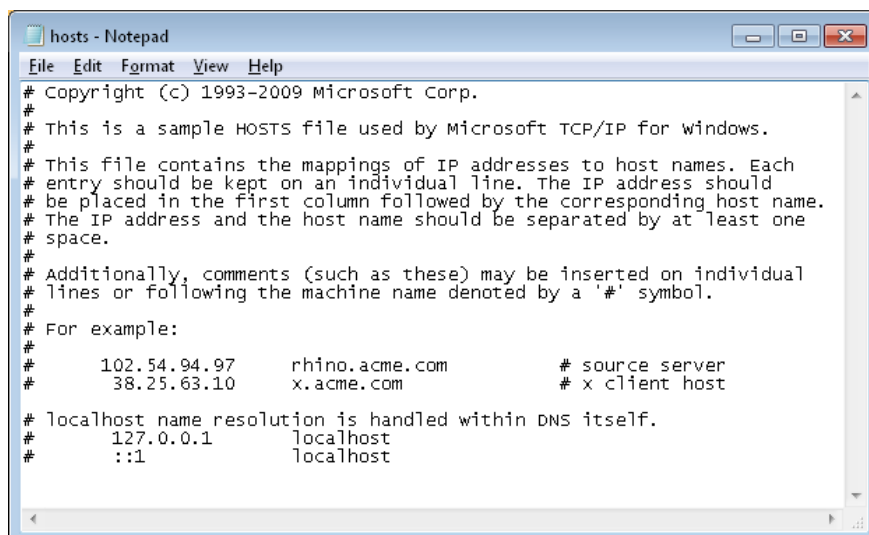 hosts - Notepad
File Edit Format View Help
# Copyright (c) 1993-2009 Microsoft Corp.
#
# This is a sample HOSTS file used by Microsoft TCP/IP for Windows.
#
# This file contains the mappings of IP addresses to host names. Each
# entry should be kept on an individual line. The IP address should
# be placed in the first column followed by the corresponding host name.
# The IP address and the host name should be separated by at least one
# space.
#
# Additionally, comments (such as these) may be inserted on individual
# lines or following the machine name denoted by a '#' symbol.
#
# For example:
#
#      102.54.94.97     rhino.acme.com          # source server
#       38.25.63.10     x.acme.com              # x client host

# localhost name resolution is handled within DNS itself.
#       127.0.0.1       localhost
#       ::1             localhost